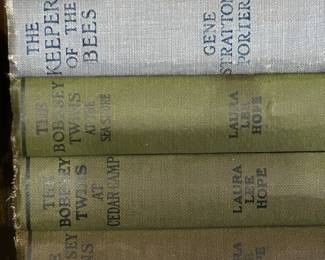 THE
KEEPER
OF THE
BEES
GENE
STRATTON
PORTER
THE
BOBBSEY
TWINS
AT THE
SEASHORE
LAURA
LEE
HOPE
THE
BOBBSEY
TWINS
AT
CEDAR CAMP
LAURA
LEE
HOPE